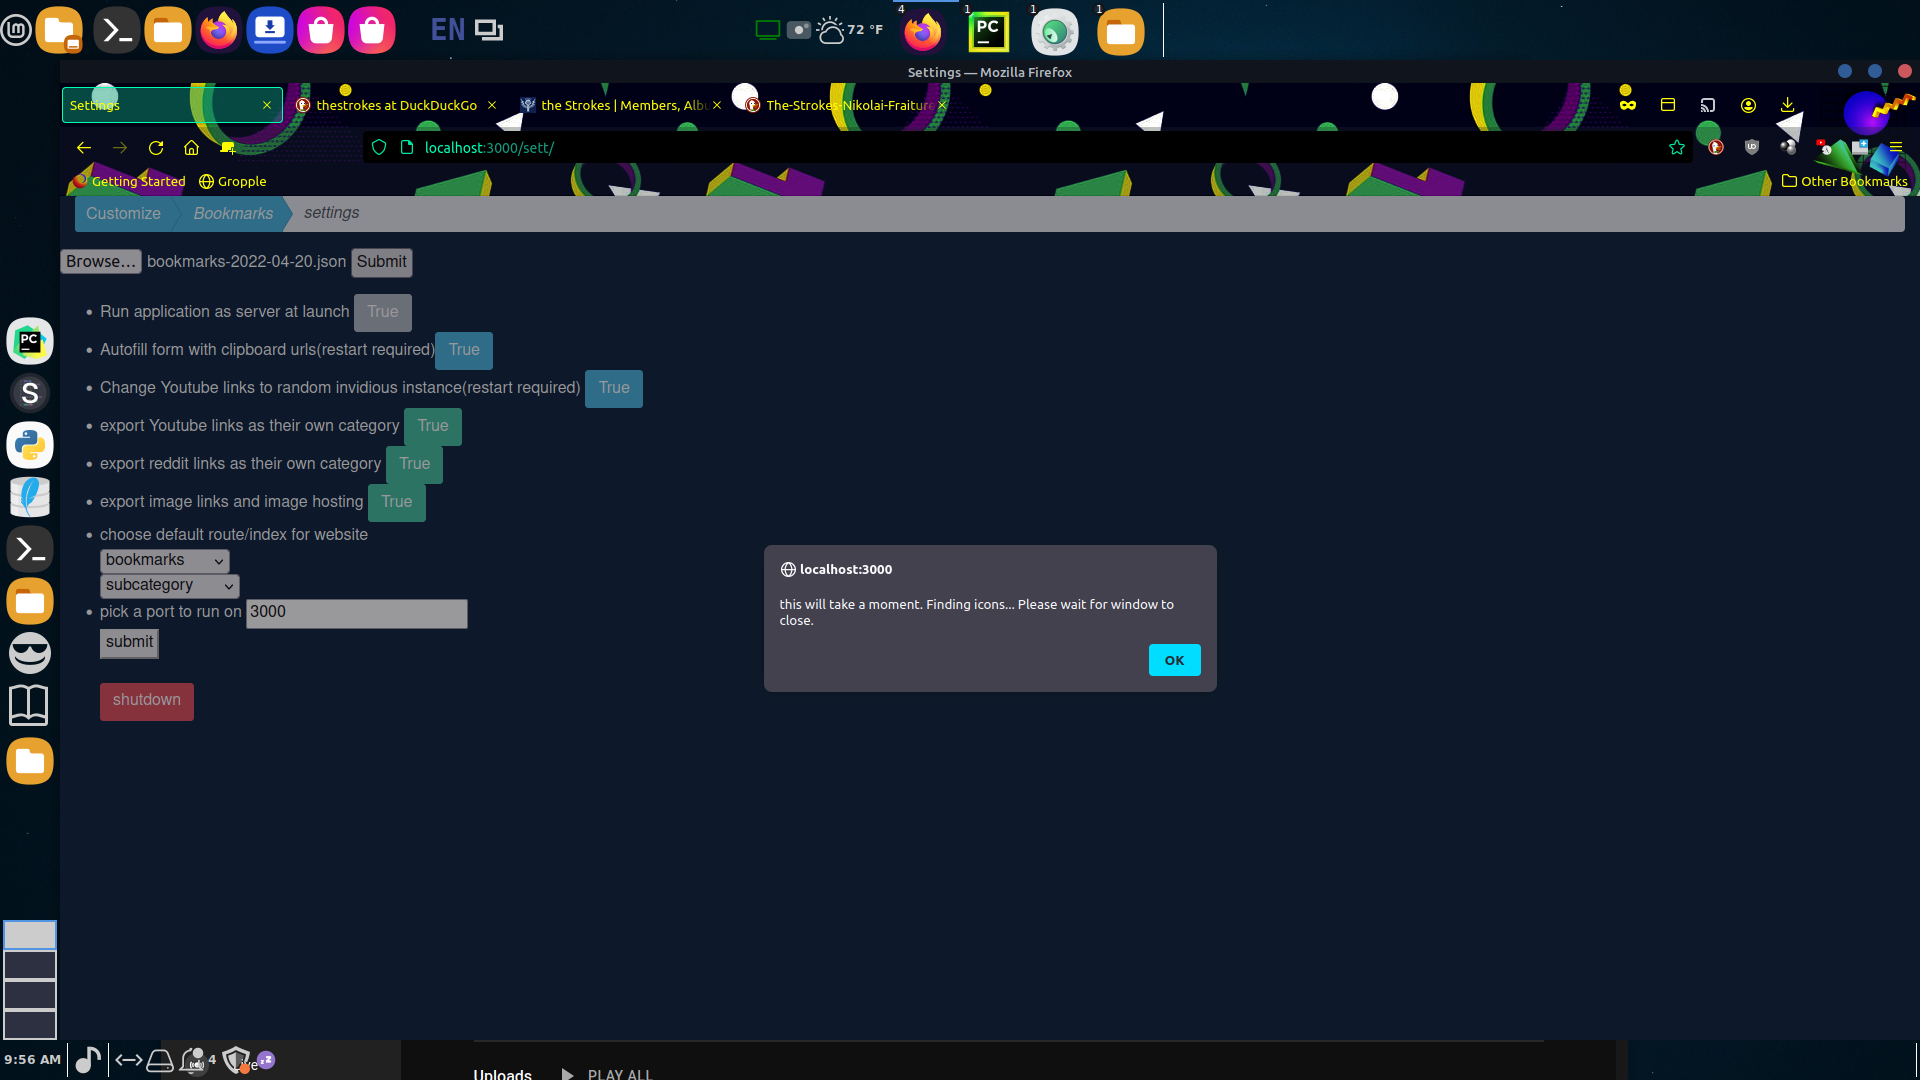 EN
72 °F
4
1
PC
1
1
Settings — Mozilla Firefox
Settings
thestrokes at DuckDuckGo
the Strokes | Members, Albu
The-Strokes-Nikolai-Fraiture
localhost:3000/sett/
Getting Started
Gropple
Other Bookmarks
Customize
Bookmarks
settings
Browse...
bookmarks-2022-04-20.json
Submit
Run application as server at launch True
Autofill form with clipboard urls(restart required) True
Change Youtube links to random invidious instance(restart required) True
export Youtube links as their own category True
export reddit links as their own category True
export image links and image hosting True
choose default route/index for website
bookmarks
subcategory
pick a port to run on 3000
submit
shutdown
localhost:3000
this will take a moment. Finding icons... Please wait for window to
close.
OK
PC
S
9:56 AM
4
Uploads
PLAY ALL